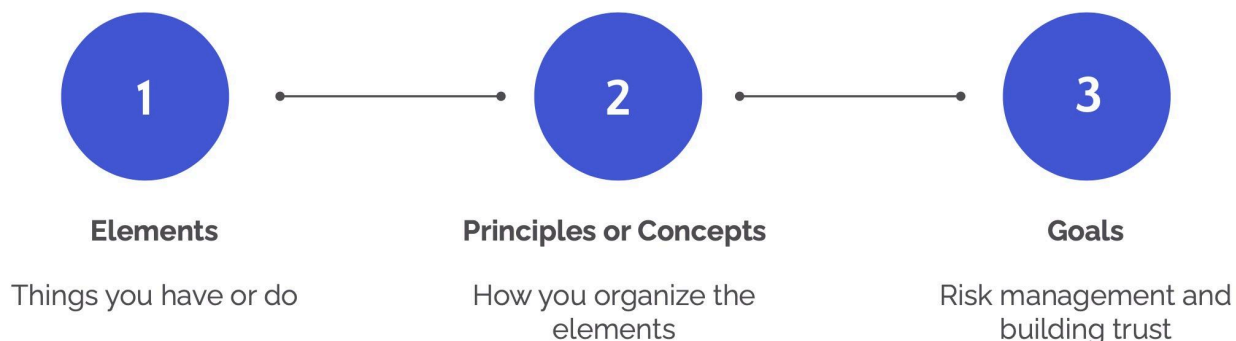 1
2
3
Elements
Principles or Concepts
Goals
Things you have or do
How you organize the
elements
Risk management and
building trust